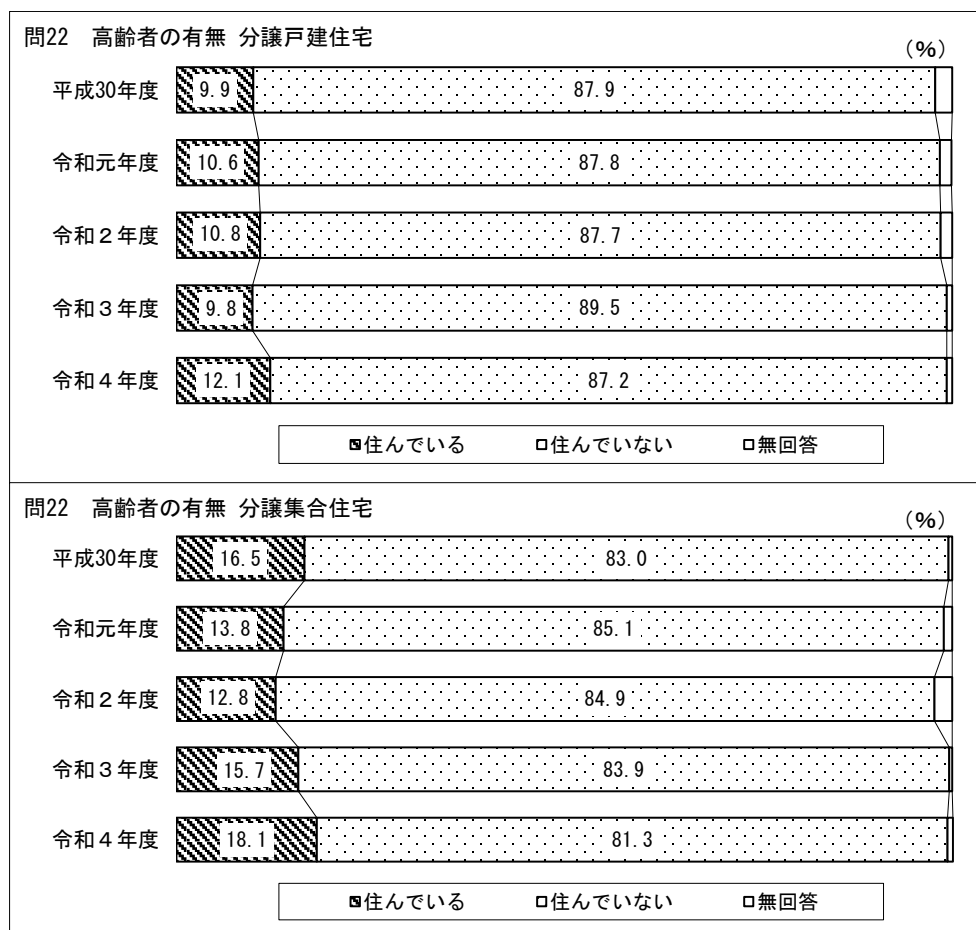 問22 高齢者の有無 分譲戸建住宅
(%)
平成30年度 9.9 87.9
令和元年度 10.6 87.8
令和２年度 10.8 87.7
令和３年度 9.8 89.5
令和４年度 12.1 87.2
住んでいる 住んでいない 無回答
問22 高齢者の有無 分譲集合住宅
(%)
平成30年度 16.5 83.0
令和元年度 13.8 85.1
令和２年度 12.8 84.9
令和３年度 15.7 83.9
令和４年度 18.1 81.3
住んでいる 住んでいない 無回答